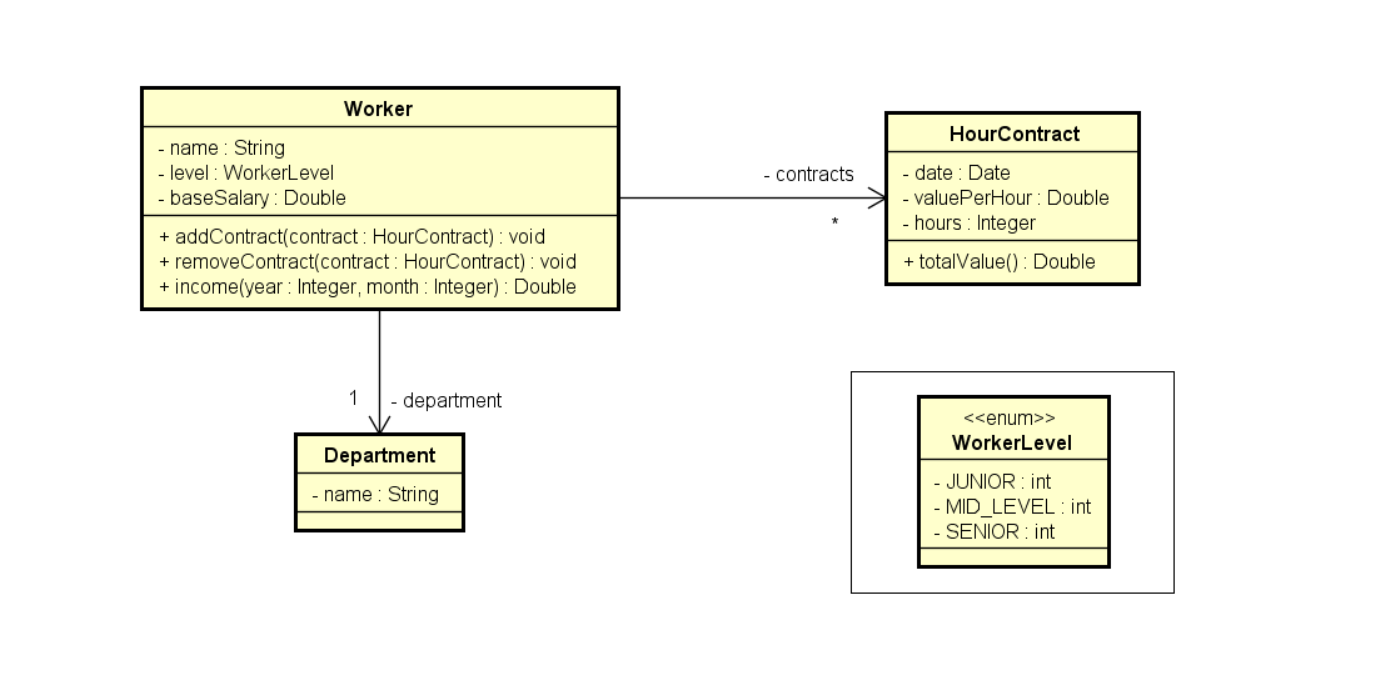 Worker
- name : String
- level : WorkerLevel
- baseSalary : Double
+ addContract(contract : HourContract) : void
+ removeContract(contract : HourContract) : void
+ income(year : Integer, month : Integer) : Double
- contracts
*
HourContract
- date : Date
- valuePerHour : Double
- hours : Integer
+ totalValue() : Double
1
- department
Department
- name : String
<<enum>>
WorkerLevel
- JUNIOR : int
- MID_LEVEL : int
- SENIOR : int